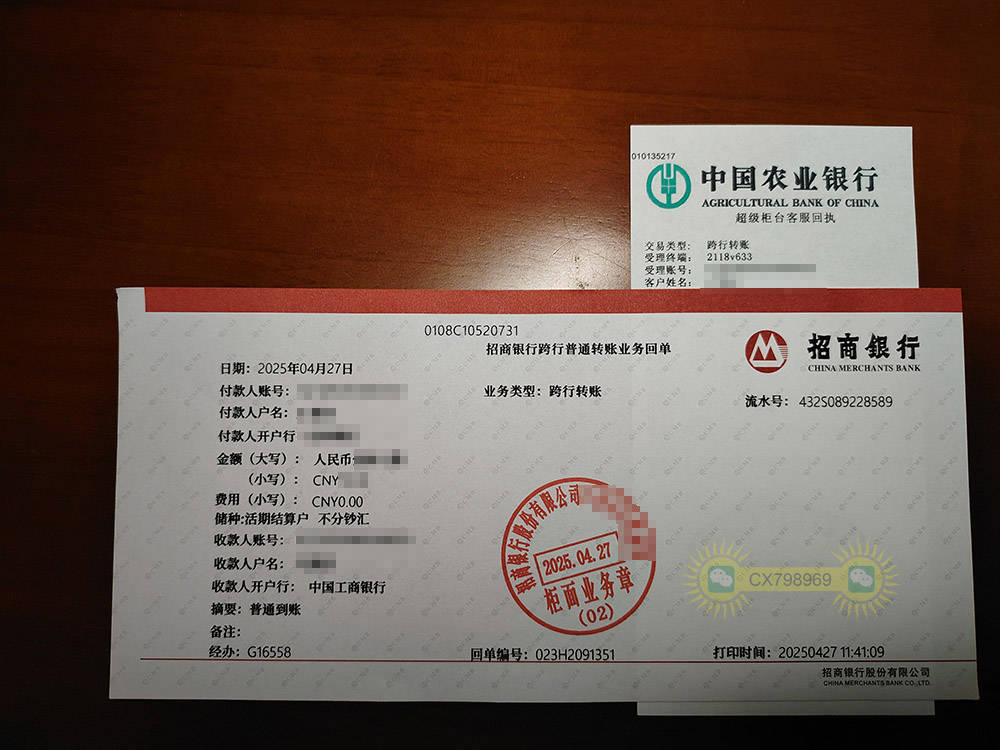 010135217
中国农业银行
AGRICULTURAL BANK OF CHINA
超级柜台客服回执
交易类型: 跨行转账
受理终端: 2118v633
受理账号:
客户姓名:
0108C10520731
招商银行跨行普通转账业务回单
招商银行
CHINA MERCHANTS BANK
日期: 2025年04月27日
付款人账号:
业务类型: 跨行转账
流水号: 432S089228589
付款人户名:
付款人开户行
金额（大写）: 人民币
（小写）: CNY
费用（小写）: CNY0.00
储种:活期结算户 不分钞汇
收款人账号:
收款人户名:
收款人开户行: 中国工商银行
摘要: 普通到账
备注:
经办: G16558
招商银行股份有限公司
2025.04.27
柜面业务章
(02)
CX798969
回单编号: 023H2091351
打印时间: 20250427 11:41:09
招商银行股份有限公司
CHINA MERCHANTS BANK CO.,LTD.